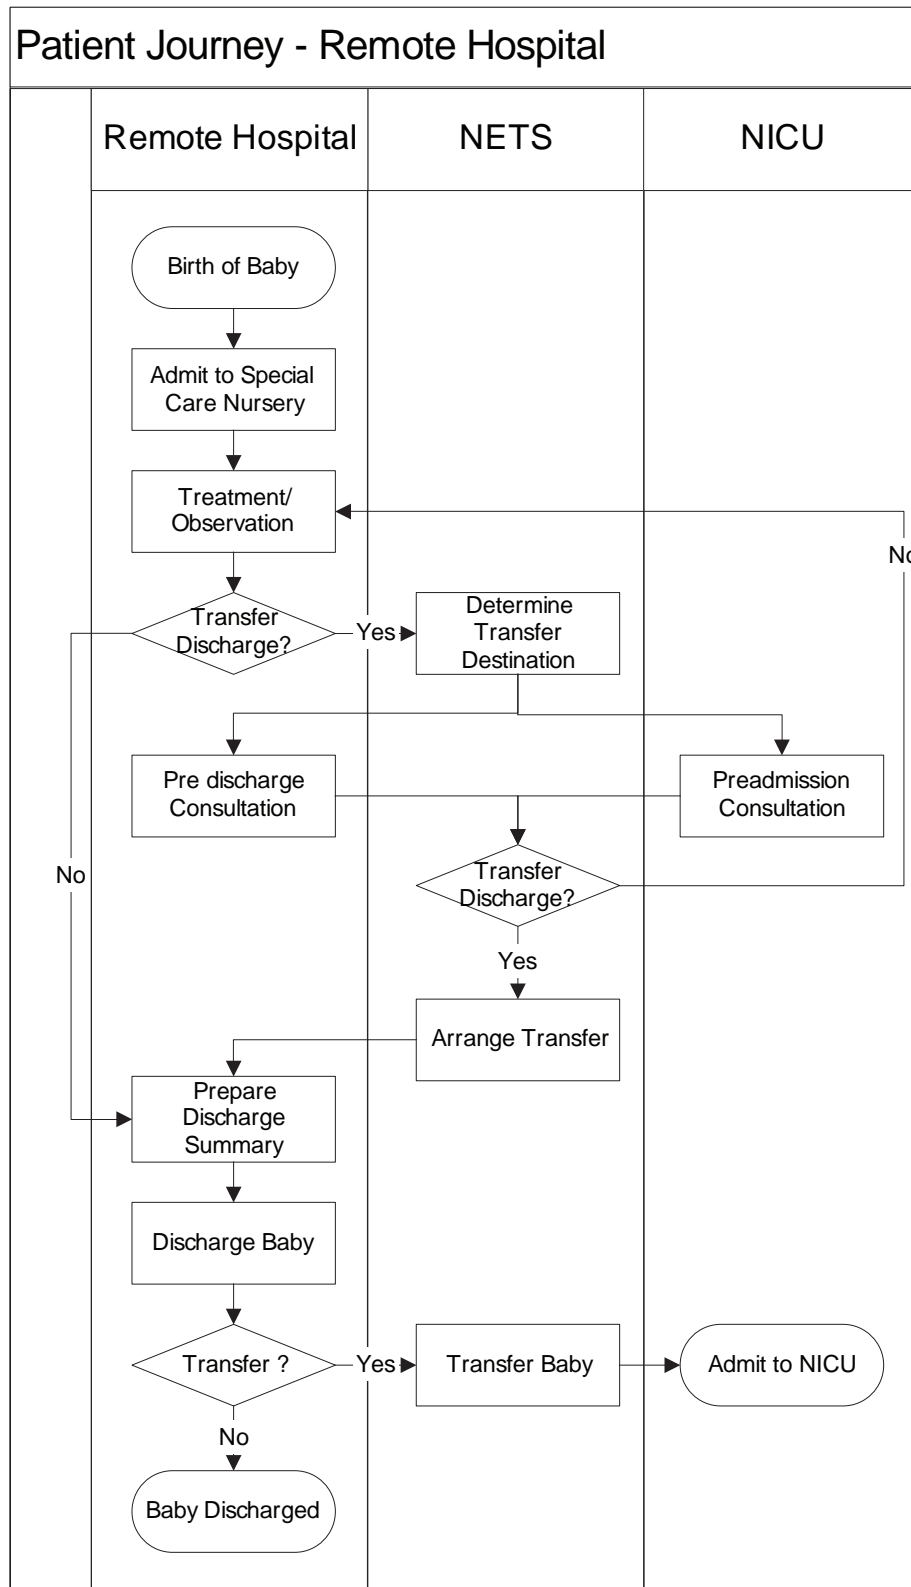 Patient Journey - Remote Hospital
Remote Hospital
NETS
NICU
Birth of Baby
Admit to Special
Care Nursery
Treatment/
Observation
No
Transfer
Discharge?
Yes
Determine
Transfer
Destination
Pre discharge
Consultation
Preadmission
Consultation
No
Transfer
Discharge?
Yes
Arrange Transfer
Prepare
Discharge
Summary
Discharge Baby
Transfer ?
Yes
Transfer Baby
Admit to NICU
No
Baby Discharged